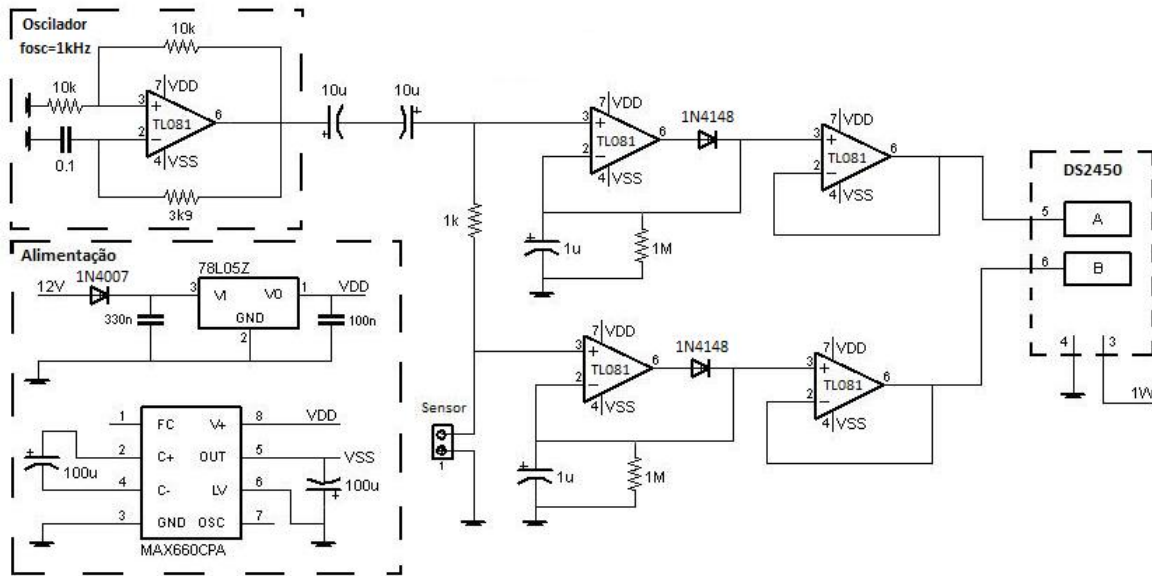 Oscilador
fosc=1kHz
10k
10k
7 VDD
3 +
TL081
6
2 −
4 VSS
0.1
3k9
10u
+
10u
+
1k
7 VDD
3 +
TL081
6
2 −
4 VSS
1N4148
+
1u
1M
7 VDD
3 +
TL081
6
2 −
4 VSS
DS2450
5
A
6
B
4
3
1W
Alimentação
1N4007
78L05Z
12V
3
VI
VO
1
VDD
GND
2
330n
100n
1
FC
V+
8
VDD
2
C+
OUT
5
VSS
4
C-
LV
6
3
GND
OSC
7
+
100u
100u
+
MAX660CPA
Sensor
1
7 VDD
3 +
TL081
6
2 −
4 VSS
1N4148
+
1u
1M
7 VDD
3 +
TL081
6
2 −
4 VSS